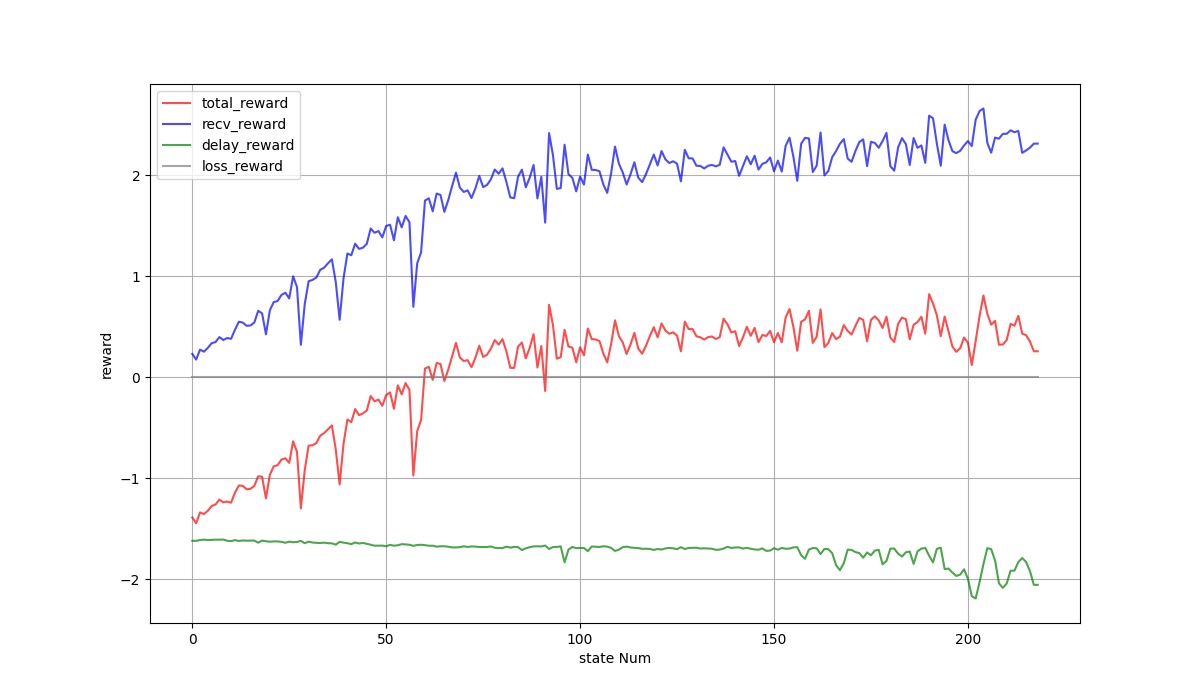 total_reward
recv_reward
delay_reward
loss_reward
reward
2
1
0
−1
−2
0 50 100 150 200
state Num